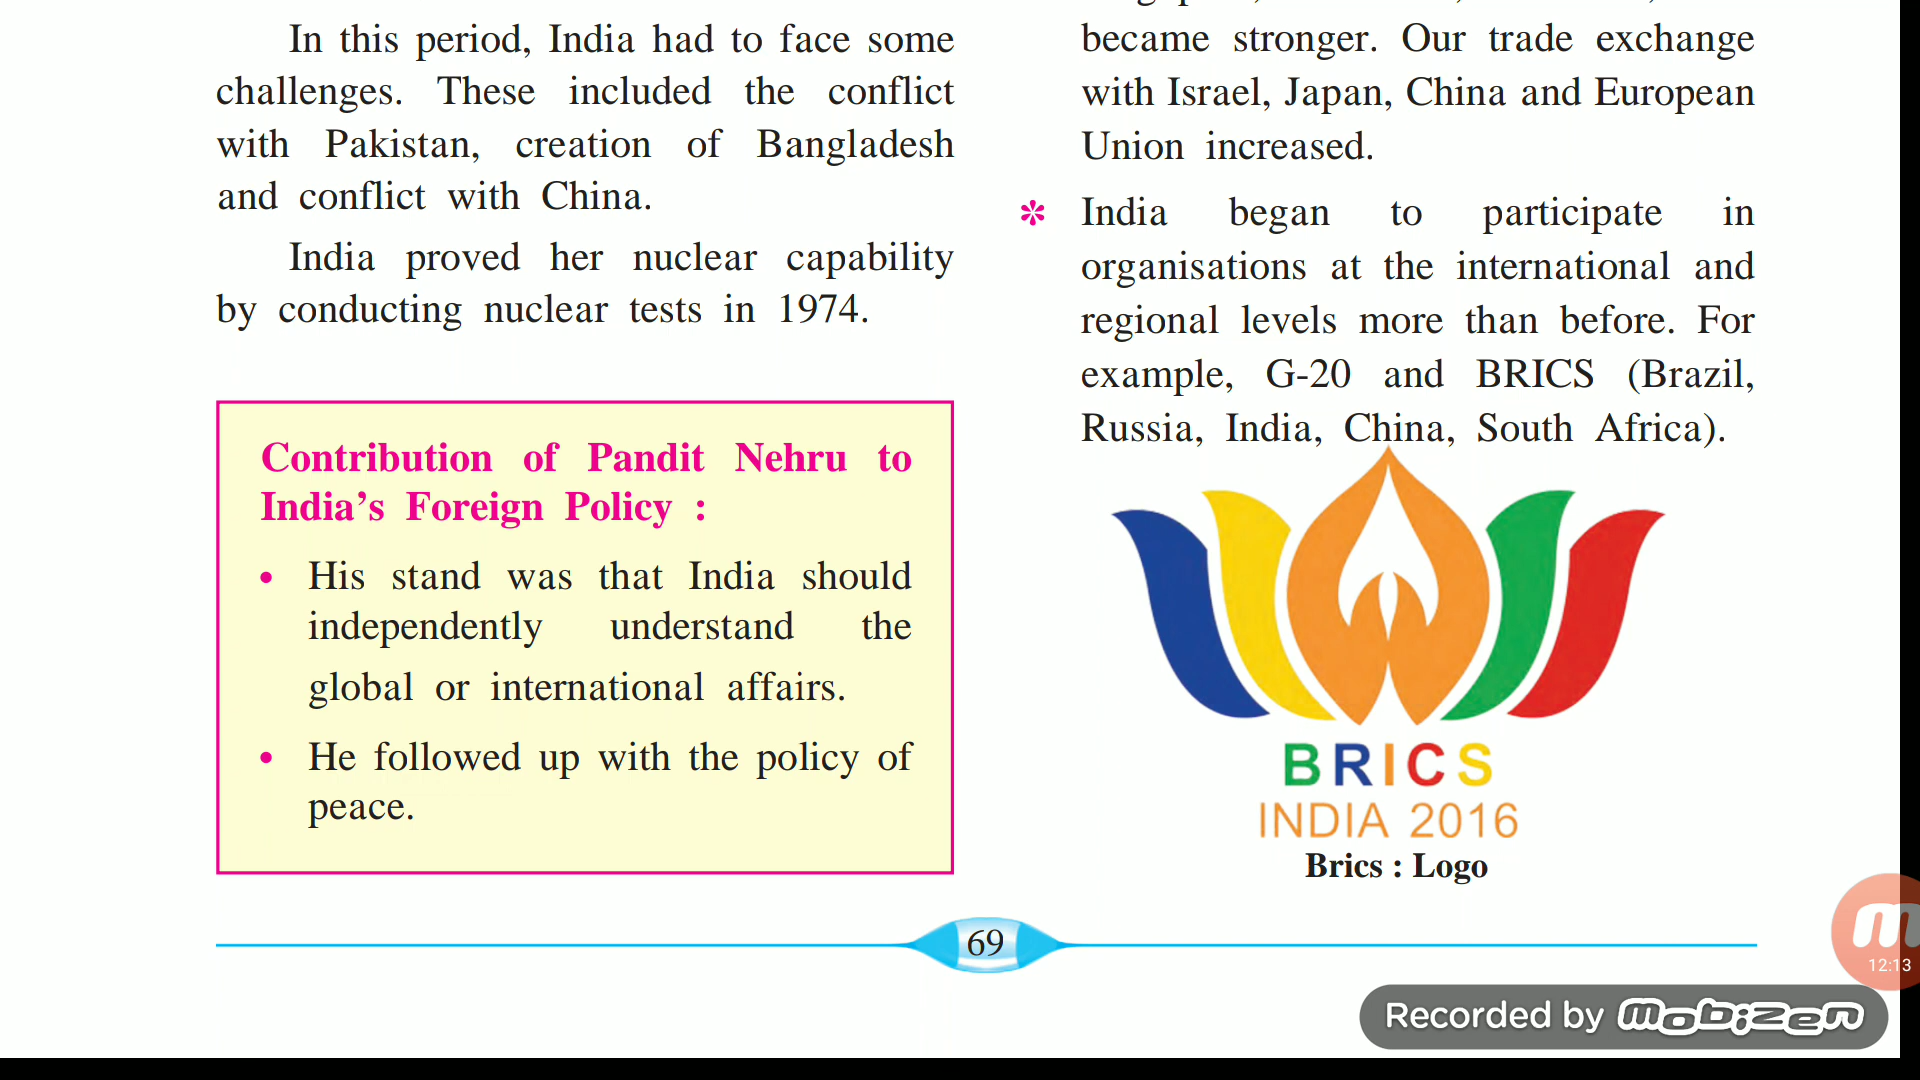 In this period, India had to face some
challenges. These included the conflict
with Pakistan, creation of Bangladesh
and conflict with China.
India proved her nuclear capability
by conducting nuclear tests in 1974.
Contribution of Pandit Nehru to
India’s Foreign Policy :
• His stand was that India should
independently understand the
global or international affairs.
• He followed up with the policy of
peace.
became stronger. Our trade exchange
with Israel, Japan, China and European
Union increased.
* India began to participate in
organisations at the international and
regional levels more than before. For
example, G-20 and BRICS (Brazil,
Russia, India, China, South Africa).
BRICS
INDIA 2016
Brics : Logo
69
12:13
Recorded by mobizen